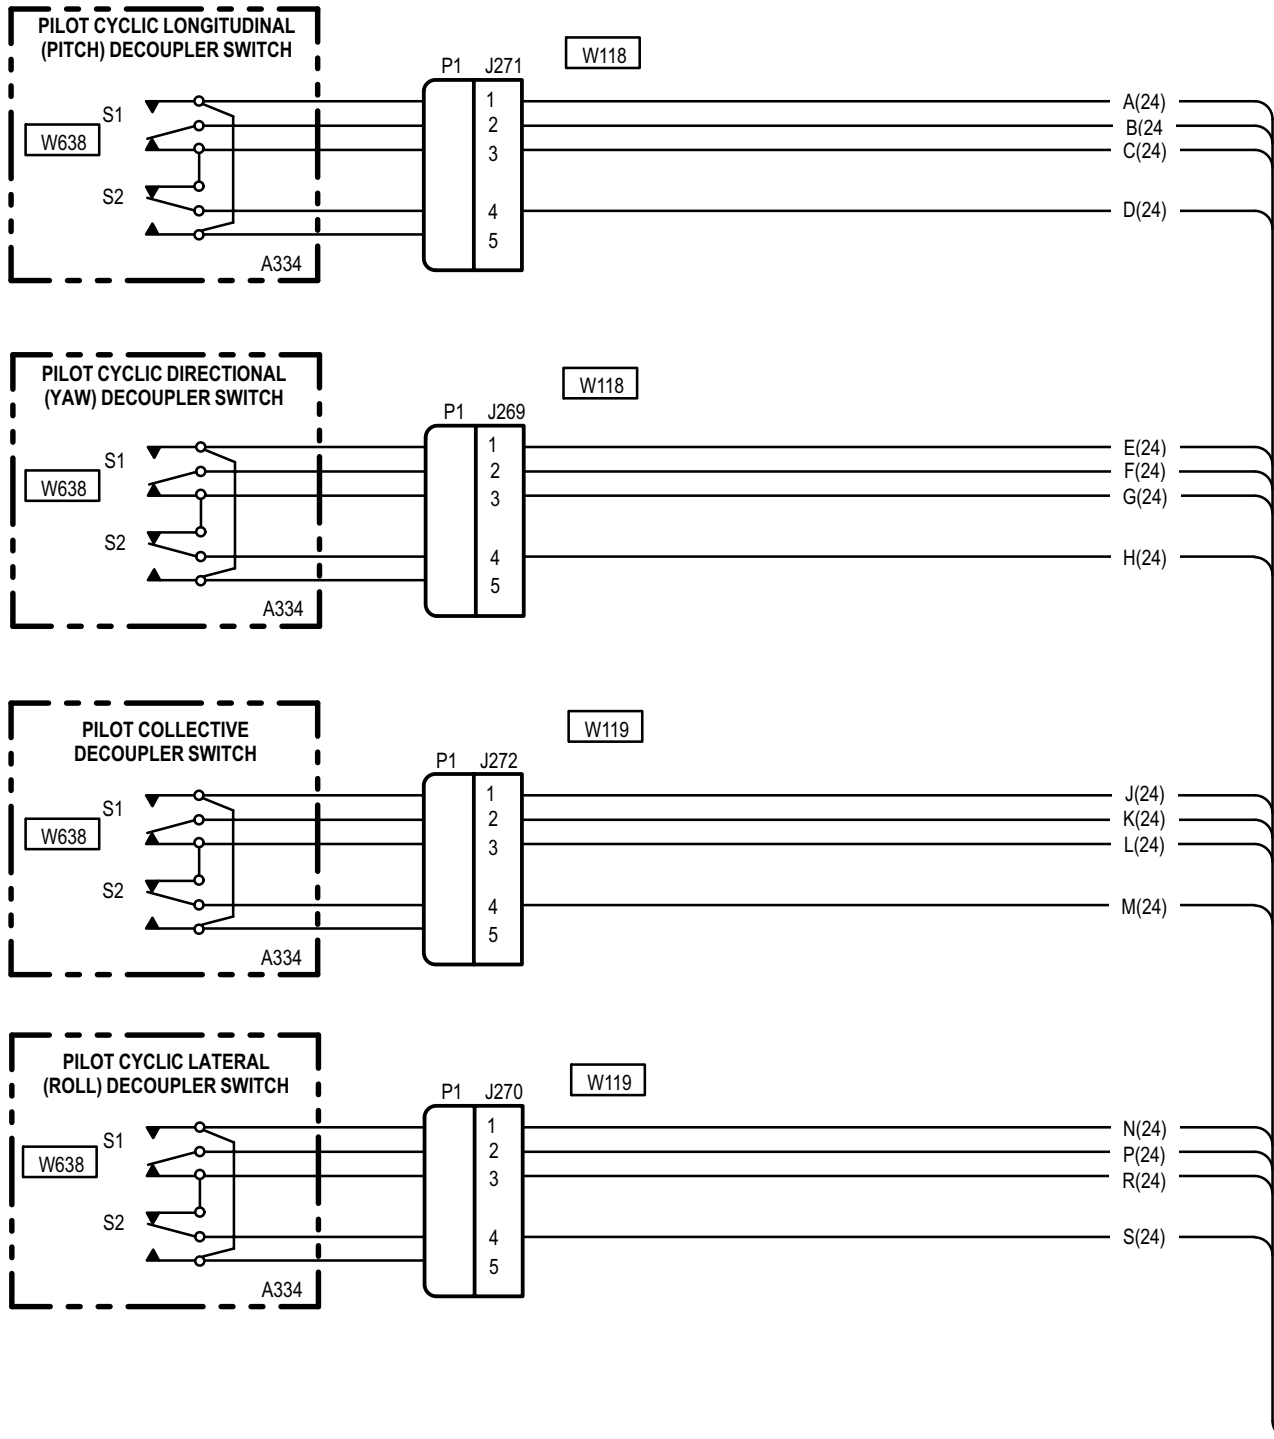 PILOT CYCLIC LONGITUDINAL
(PITCH) DECOUPLER SWITCH
W118
P1 J271
S1
W638
S2
A334
1
2
3
4
5
A(24)
B(24
C(24)
D(24)
PILOT CYCLIC DIRECTIONAL
(YAW) DECOUPLER SWITCH
W118
P1 J269
S1
W638
S2
A334
1
2
3
4
5
E(24)
F(24)
G(24)
H(24)
PILOT COLLECTIVE
DECOUPLER SWITCH
W119
P1 J272
S1
W638
S2
A334
1
2
3
4
5
J(24)
K(24)
L(24)
M(24)
PILOT CYCLIC LATERAL
(ROLL) DECOUPLER SWITCH
W119
P1 J270
S1
W638
S2
A334
1
2
3
4
5
N(24)
P(24)
R(24)
S(24)